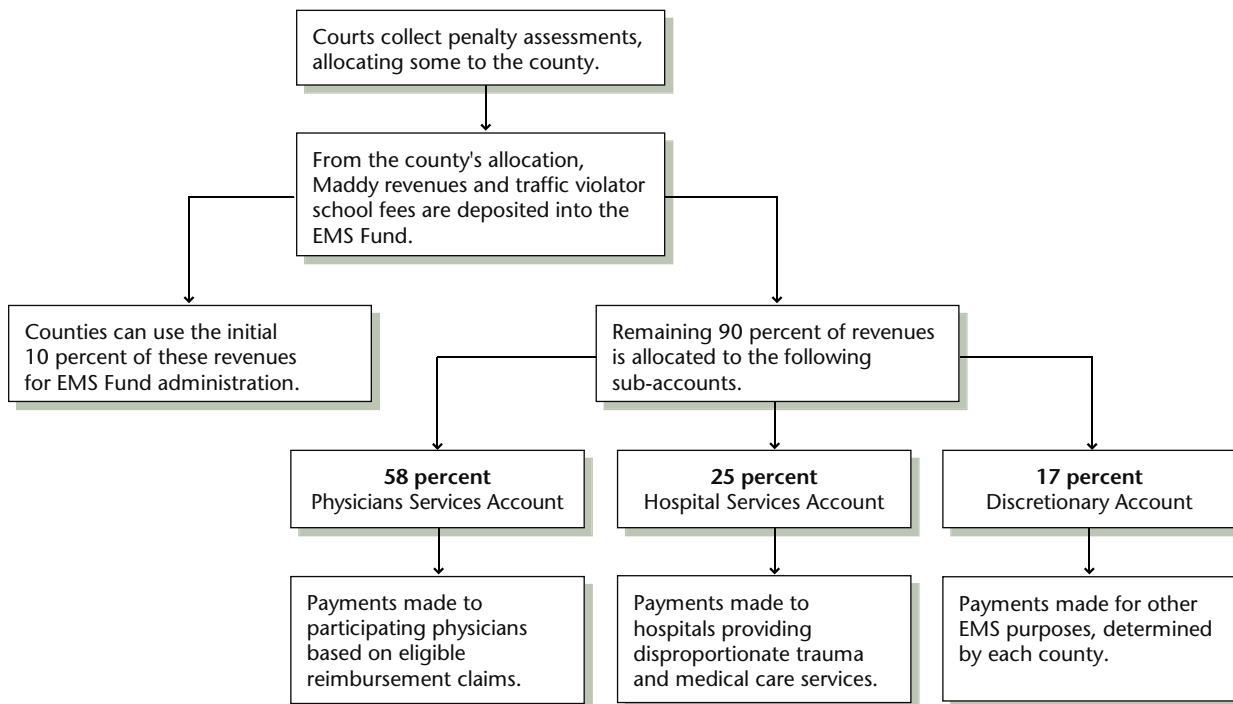 Courts collect penalty assessments,
allocating some to the county.
From the county's allocation,
Maddy revenues and traffic violator
school fees are deposited into the
EMS Fund.
Counties can use the initial
10 percent of these revenues
for EMS Fund administration.
Remaining 90 percent of revenues
is allocated to the following
sub-accounts.
58 percent
Physicians Services Account
25 percent
Hospital Services Account
17 percent
Discretionary Account
Payments made to
participating physicians
based on eligible
reimbursement claims.
Payments made to
hospitals providing
disproportionate trauma
and medical care services.
Payments made for other
EMS purposes, determined
by each county.